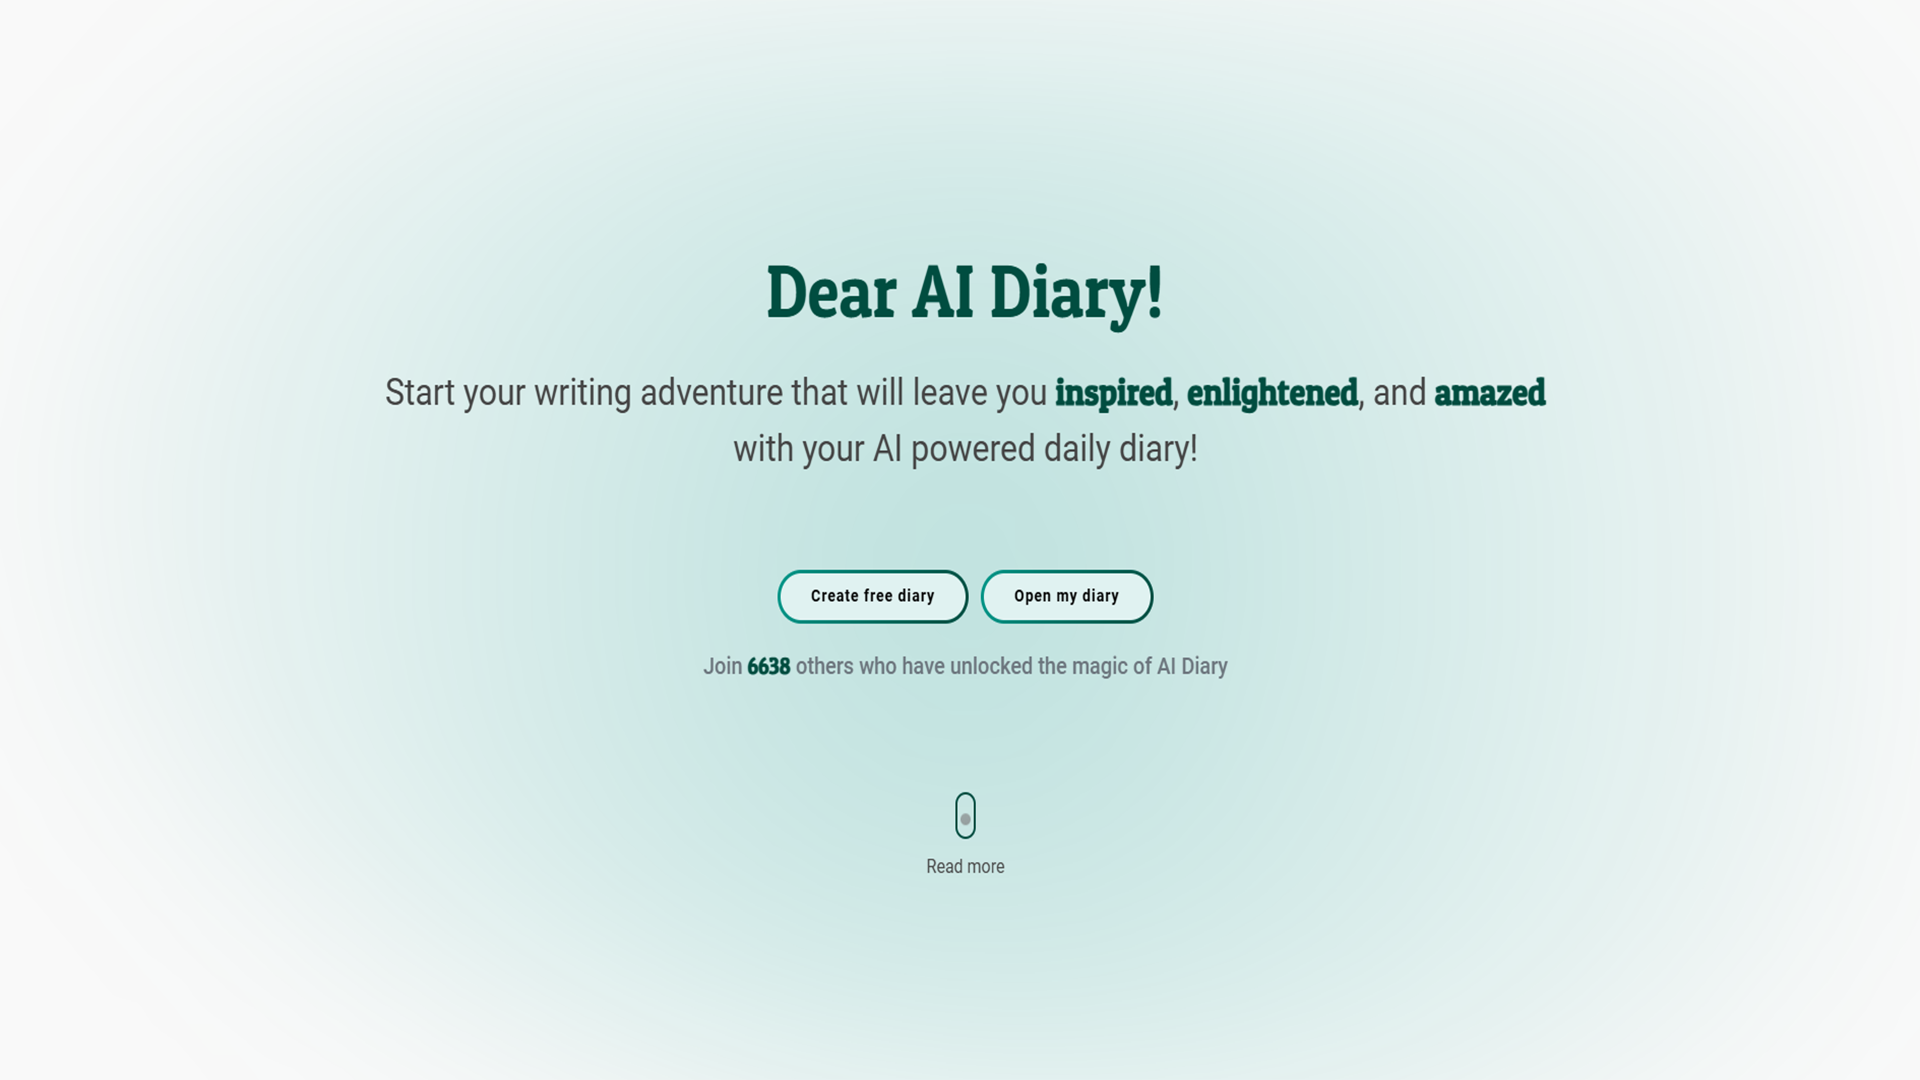 Dear AI Diary!
Start your writing adventure that will leave you inspired, enlightened, and amazed
with your AI powered daily diary!
Create free diary
Open my diary
Join 6638 others who have unlocked the magic of AI Diary
Read more